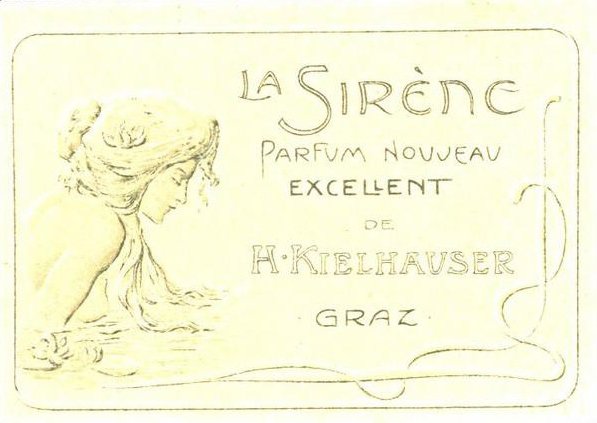 LA SIRÈNE
PARFUM NOUVEAU
EXCELLENT
DE
H·KIELHAUSER
·GRAZ·